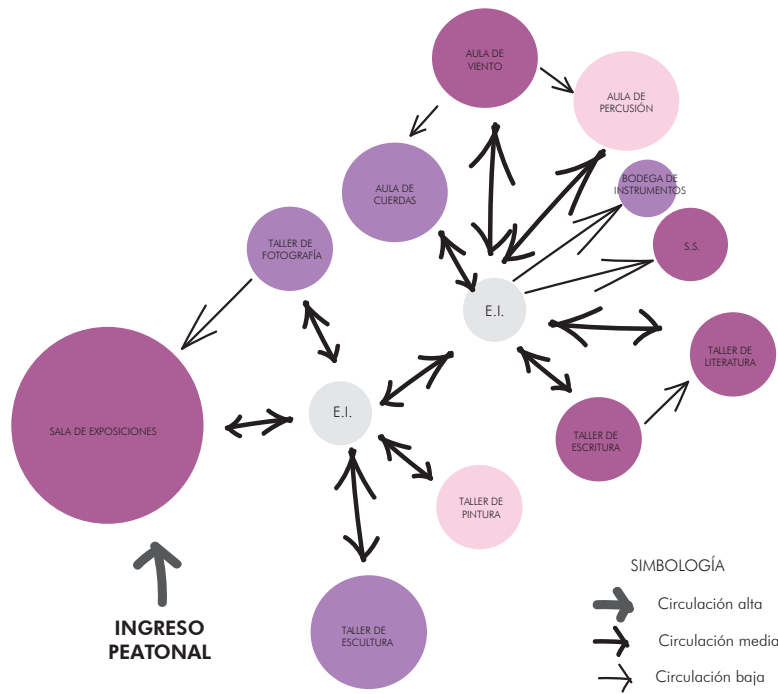 AULA DE
VIENTO
AULA DE
PERCUSIÓN
BODEGA DE
INSTRUMENTOS
AULA DE
CUERDAS
TALLER DE
FOTOGRAFÍA
S.S.
E.I.
TALLER DE
LITERATURA
E.I.
SALA DE EXPOSICIONES
TALLER DE
ESCRITURA
TALLER DE
PINTURA
TALLER DE
ESCULTURA
INGRESO
PEATONAL
SIMBOLOGÍA
Circulación alta
Circulación media
Circulación baja